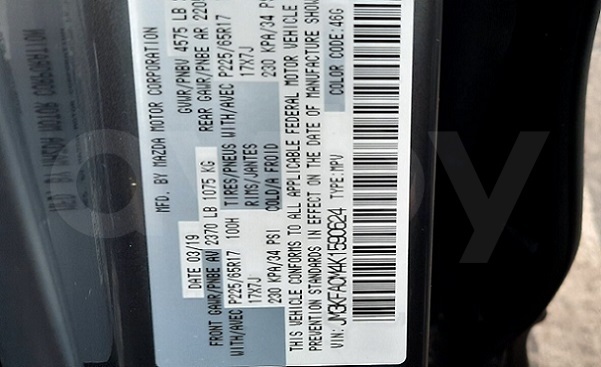 MFD. BY MAZDA MOTOR CORPORATION
DATE 03/19 GVWR/PNBV 4575 LB
FRONT GAWR/PNBE AV 2370 LB 1075 KG REAR GAWR/PNBE AR 220
WITH/AVEC P225/65R17 100H TIRES/PNEUS WITH/AVEC P225/65R17
17X7J RIMS/JANTES 17X7J
230 KPA/34 PSI COLD/A FROID 230 KPA/34 PSI
THIS VEHICLE CONFORMS TO ALL APPLICABLE FEDERAL MOTOR VEHICLE
PREVENTION STANDARDS IN EFFECT ON THE DATE OF MANUFACTURE SHOW
VIN: JM3KFACM4K1590624 TYPE: MPV COLOR CODE: 46G